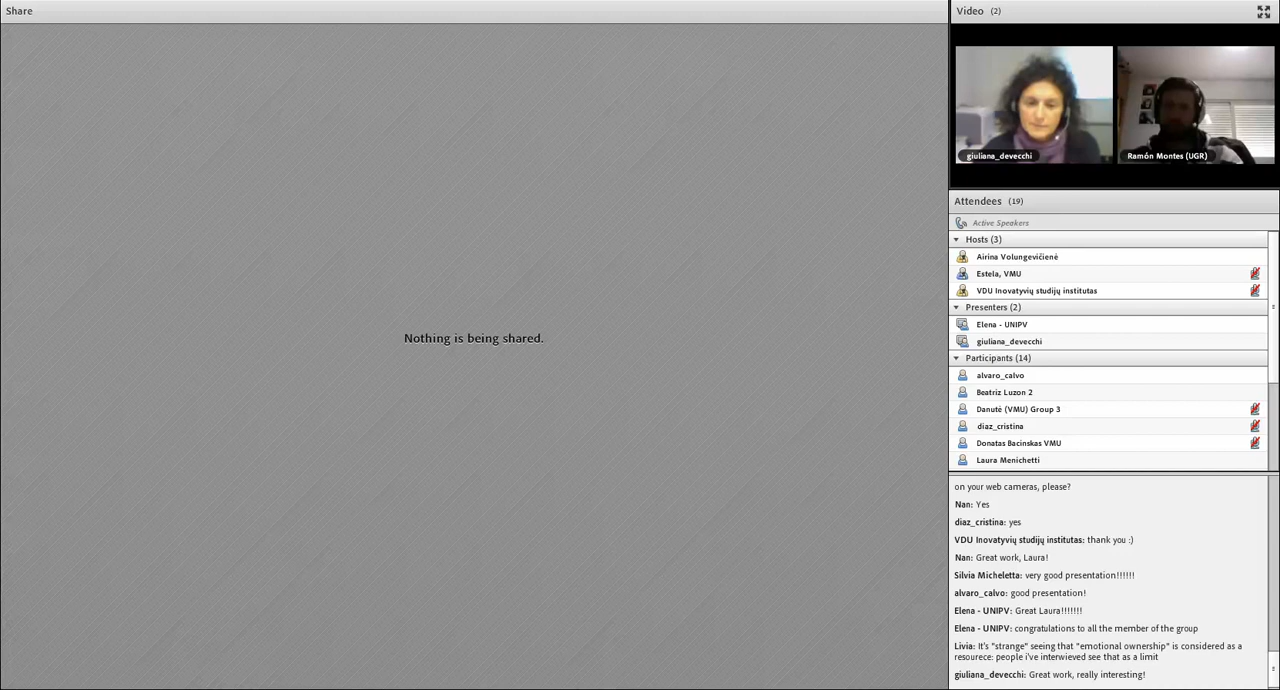 Share
Nothing is being shared.
Video (2)
giuliana_devecchi
Ramón Montes (UGR)
Attendees (19)
Active Speakers
Hosts (3)
Airina Volungevičienė
Estela, VMU
VDU Inovatyvių studijų institutas
Presenters (2)
Elena - UNIPV
giuliana_devecchi
Participants (14)
alvaro_calvo
Beatriz Luzon 2
Danutė (VMU) Group 3
diaz_cristina
Donatas Bacinskas VMU
Laura Menichetti
on your web cameras, please?
Nan: Yes
diaz_cristina: yes
VDU Inovatyvių studijų institutas: thank you :)
Nan: Great work, Laura!
Silvia Micheletta: very good presentation!!!!!!
alvaro_calvo: good presentation!
Elena - UNIPV: Great Laura!!!!!!!
Elena - UNIPV: congratulations to all the member of the group
Livia: It's "strange" seeing that "emotional ownership" is considered as a
resourece: people i've interwieved see that as a limit
giuliana_devecchi: Great work, really interesting!